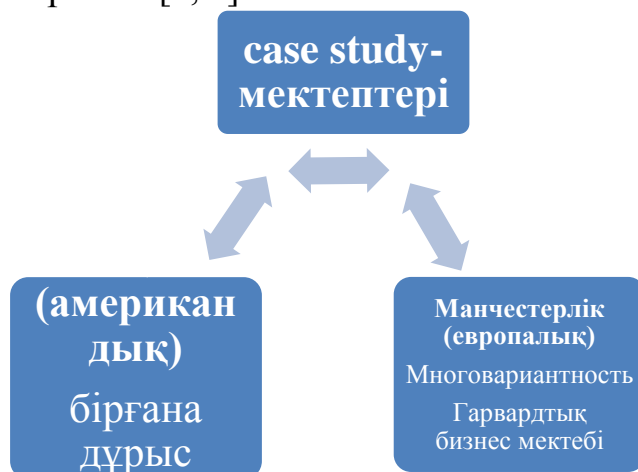 case study-
мектептері
(американ
дық)
бірғана
дұрыс
Манчестерлік
(европалық)
Многовариантность
Гарвардтық
бизнес мектебі